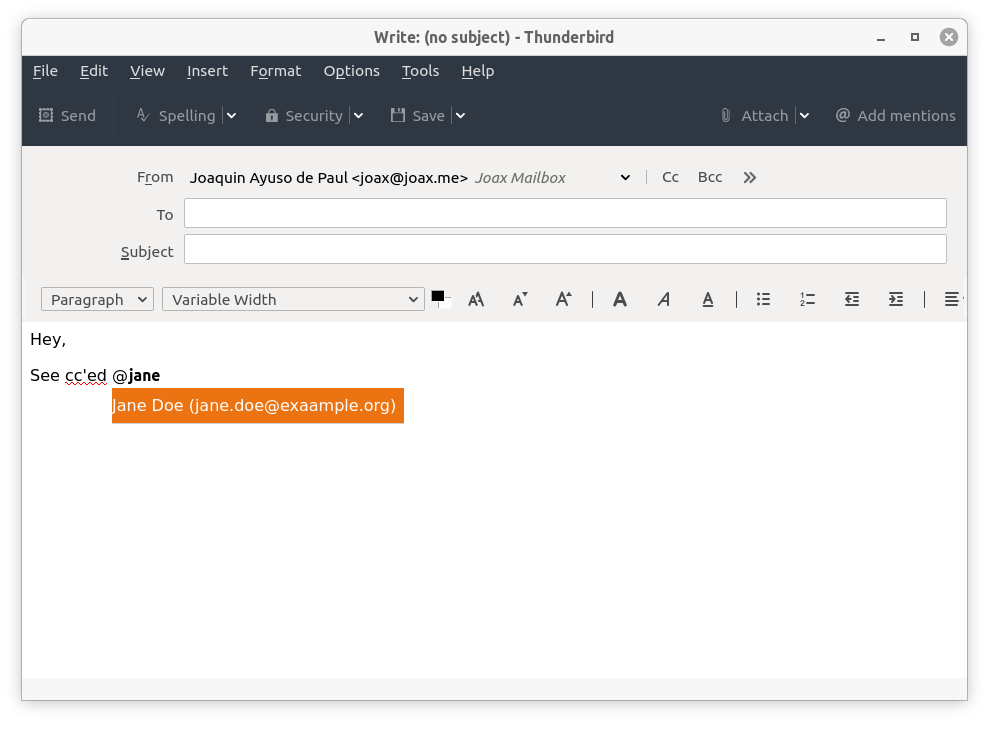 Write: (no subject) - Thunderbird
File Edit View Insert Format Options Tools Help
Send Spelling Security Save Attach @ Add mentions
From Joaquin Ayuso de Paul <joax@joax.me> Joax Mailbox Cc Bcc »
To
Subject
Paragraph Variable Width
Hey,
See cc'ed @jane
Jane Doe (jane.doe@exaample.org)